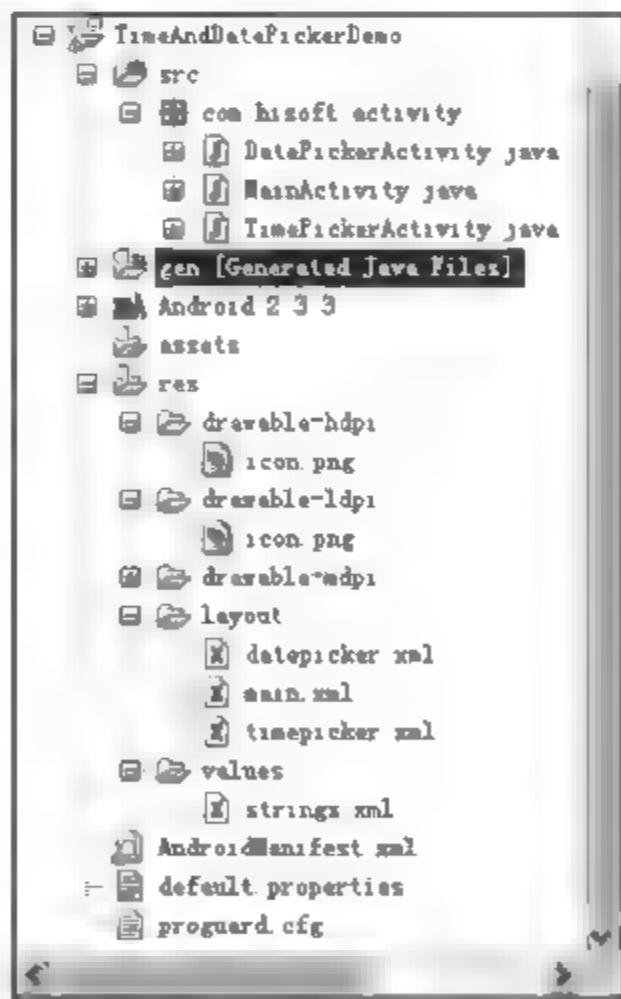 TimeAndDatePickerDemo
src
com.hisoft.activity
DatePickerActivity.java
MainActivity.java
TimePickerActivity.java
gen [Generated Java Files]
Android 2.3.3
assets
res
drawable-hdpi
icon.png
drawable-ldpi
icon.png
drawable-mdpi
layout
datepicker.xml
main.xml
timepicker.xml
values
strings.xml
AndroidManifest.xml
default.properties
proguard.cfg